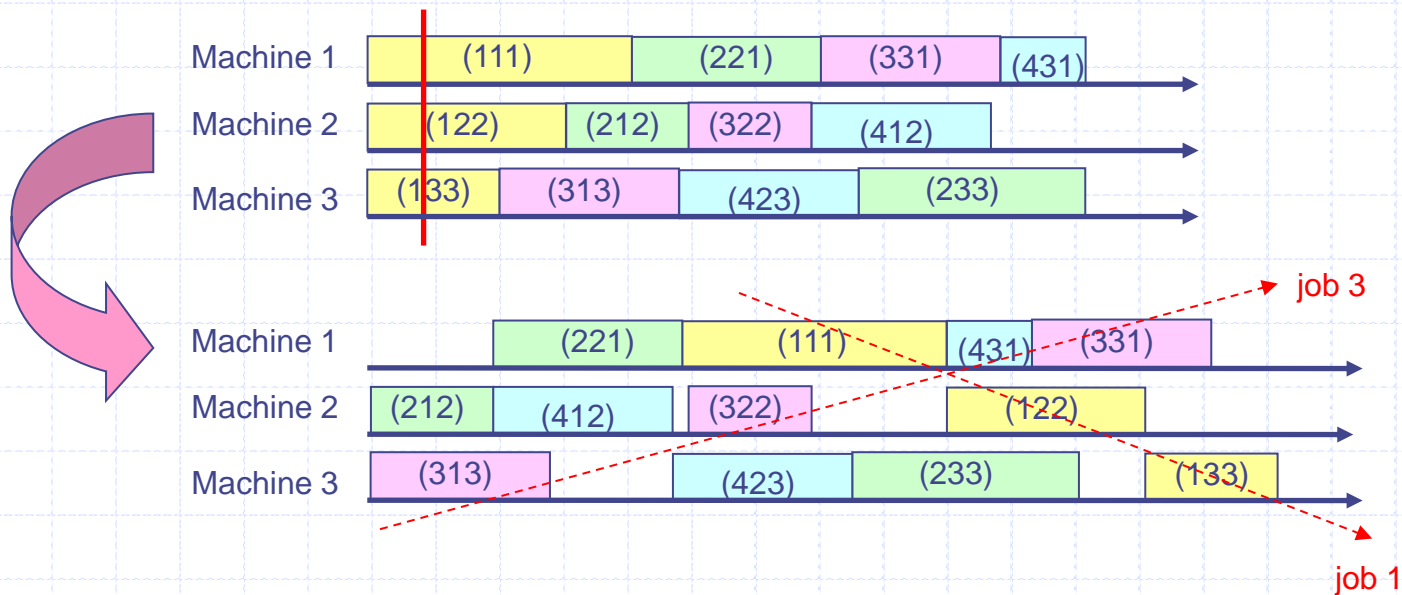 Machine 1 (111) (221) (331) (431)
Machine 2 (122) (212) (322) (412)
Machine 3 (133) (313) (423) (233)
job 3
Machine 1 (221) (111) (431) (331)
Machine 2 (212) (412) (322) (122)
Machine 3 (313) (423) (233) (133)
job 1